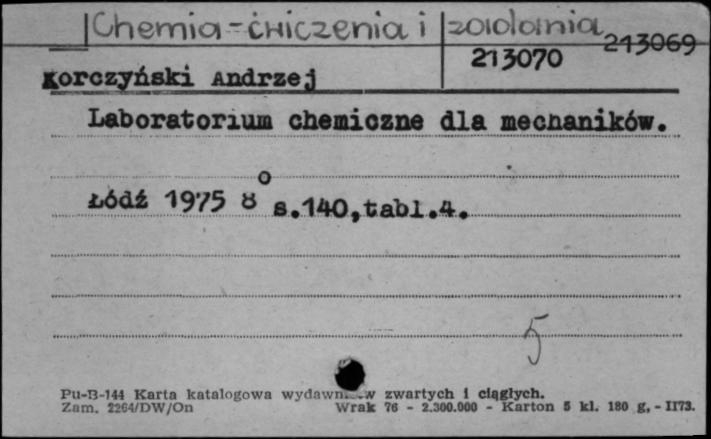 Chemia - ćwiczenia i zadania
213070 213069
Korczyński Andrzej
Laboratorium chemiczne dla mechaników.
Łódź 1975 8° s.140,tabl.4.
5
Pu-B-144 Karta katalogowa wydawnictw zwartych i ciągłych.
Zam. 2264/DW/On Wrak 76 - 2.300.000 - Karton 5 kl. 180 g, - II73.